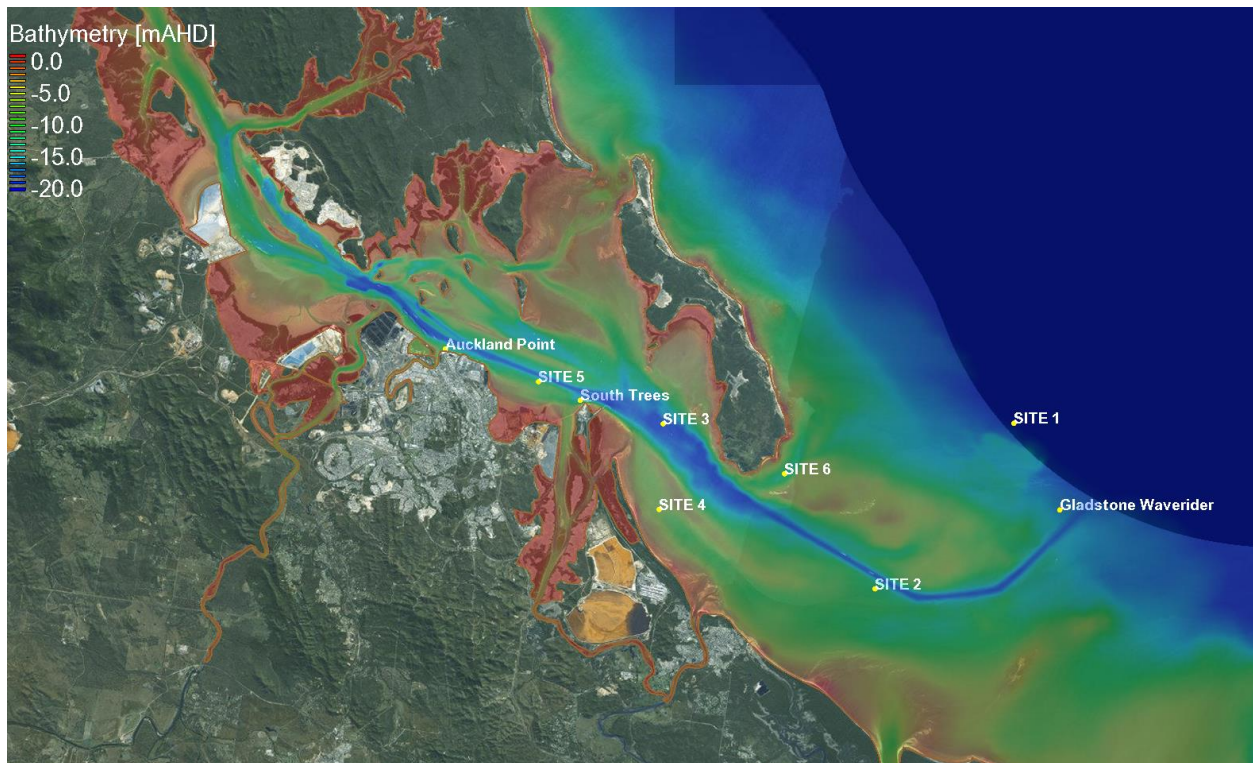 Bathymetry [mAHD]
0.0
-5.0
-10.0
-15.0
-20.0
Auckland Point
SITE 5
South Trees
SITE 3
SITE 1
SITE 6
SITE 4
Gladstone Waverider
SITE 2